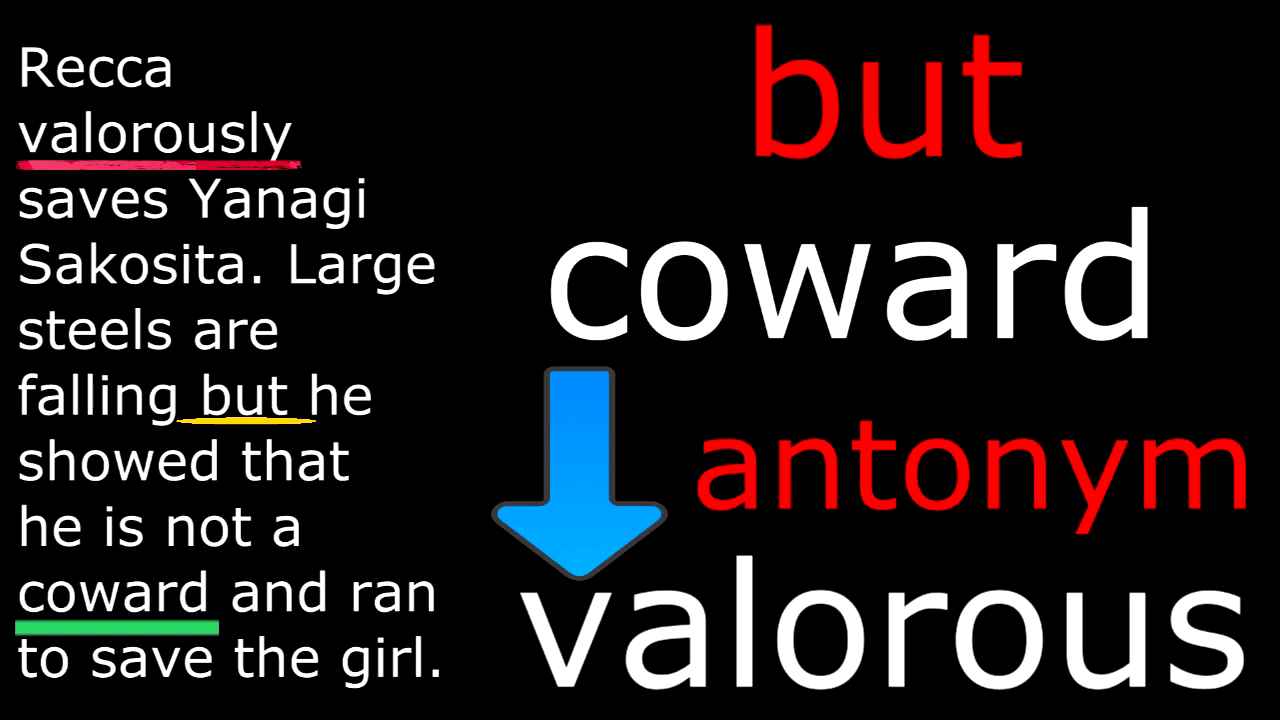 Recca
valorously
saves Yanagi
Sakosita. Large
steels are
falling but he
showed that
he is not a
coward and ran
to save the girl.
but
coward
antonym
valorous